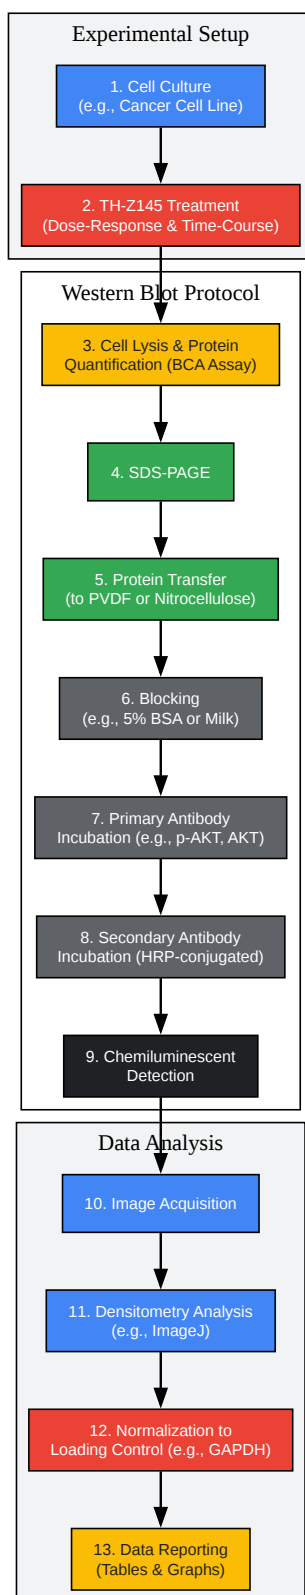 Experimental Setup
1. Cell Culture
(e.g., Cancer Cell Line)
2. TH-Z145 Treatment
(Dose-Response & Time-Course)
Western Blot Protocol
3. Cell Lysis & Protein
Quantification (BCA Assay)
4. SDS-PAGE
5. Protein Transfer
(to PVDF or Nitrocellulose)
6. Blocking
(e.g., 5% BSA or Milk)
7. Primary Antibody
Incubation (e.g., p-AKT, AKT)
8. Secondary Antibody
Incubation (HRP-conjugated)
9. Chemiluminescent
Detection
Data Analysis
10. Image Acquisition
11. Densitometry Analysis
(e.g., ImageJ)
12. Normalization to
Loading Control (e.g., GAPDH)
13. Data Reporting
(Tables & Graphs)